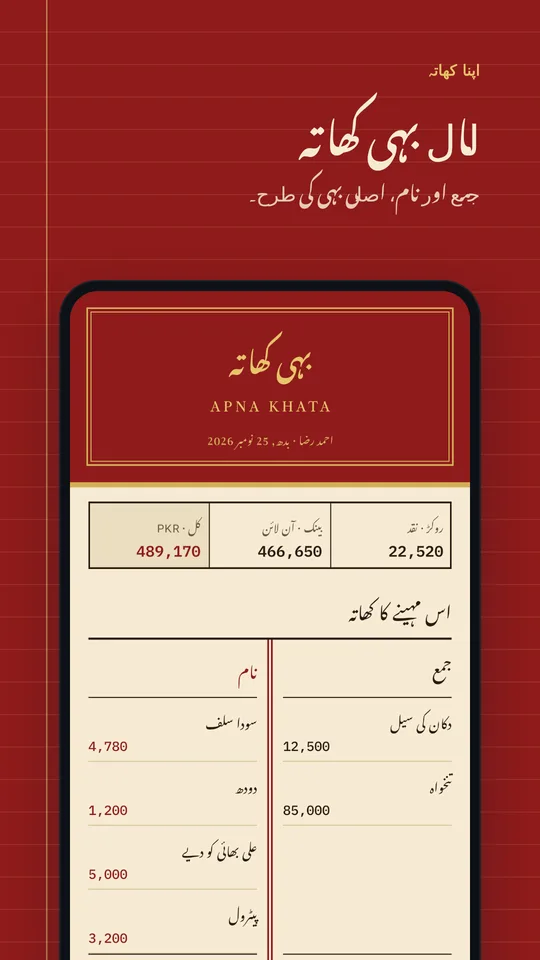 اپنا کھاتہ
لال بہی کھاتہ
جمع اور نام، اصلی بہی کی طرح۔
بہی کھاتہ
APNA KHATA
احمد رضا · بدھ, 25 نومبر 2026
روکڑ · نقد
22,520
بینک · آن لائن
466,650
کل · PKR
489,170
اس مہینے کا کھاتہ
جمع
دکان کی سیل
12,500
تنخواہ
85,000
نام
سودا سلف
4,780
دودھ
1,200
علی بھائی کو دیے
5,000
پیٹرول
3,200